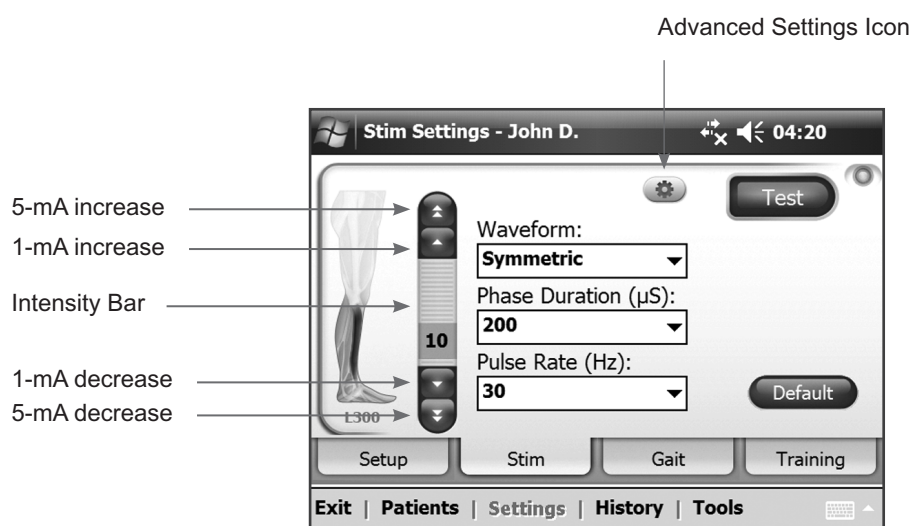 Advanced Settings Icon
Stim Settings - John D.
04:20
5-mA increase
1-mA increase
Intensity Bar
1-mA decrease
5-mA decrease
10
L300
Test
Waveform:
Symmetric
Phase Duration (µS):
200
Pulse Rate (Hz):
30
Default
Setup
Stim
Gait
Training
Exit | Patients | Settings | History | Tools